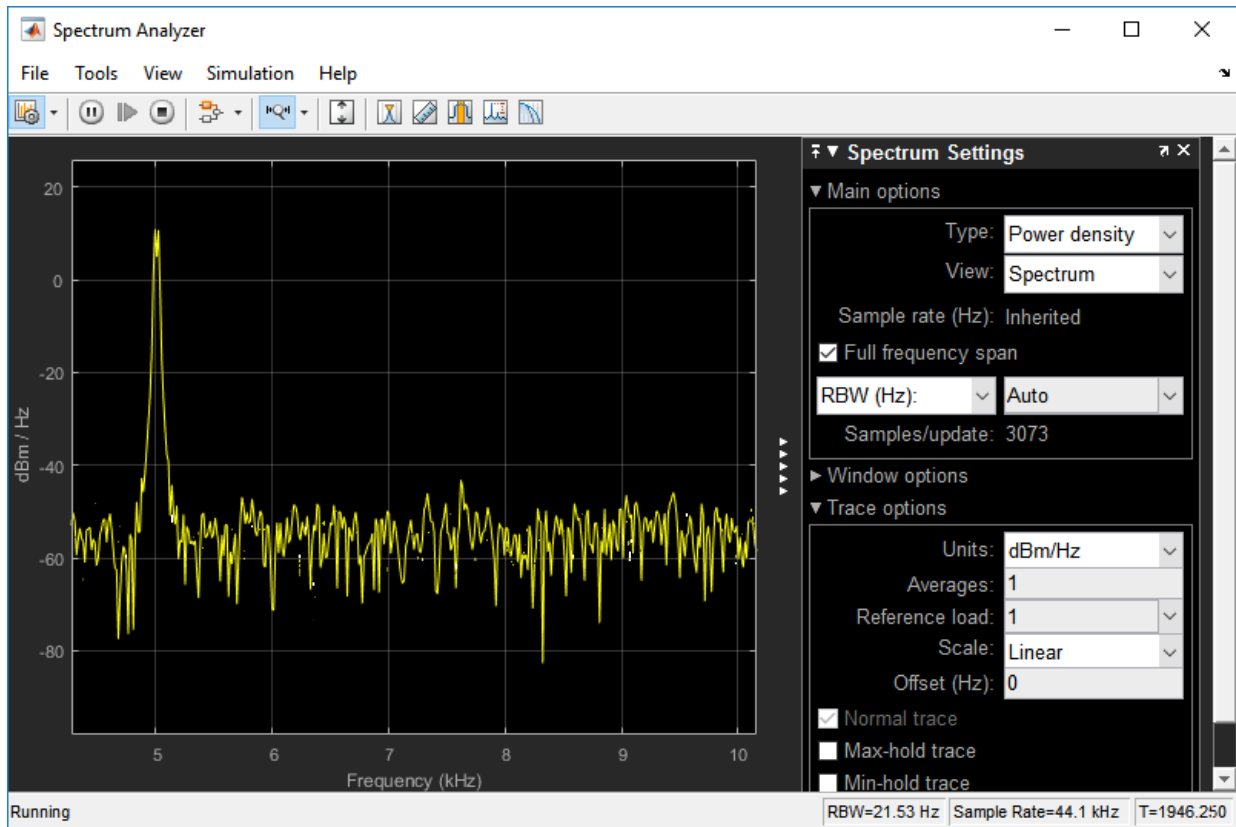 Spectrum Analyzer
File Tools View Simulation Help
20
0
-20
-40
-60
-80
dBm / Hz
5 6 7 8 9 10
Frequency (kHz)
Spectrum Settings
Main options
Type: Power density
View: Spectrum
Sample rate (Hz): Inherited
Full frequency span
RBW (Hz): Auto
Samples/update: 3073
Window options
Trace options
Units: dBm/Hz
Averages: 1
Reference load: 1
Scale: Linear
Offset (Hz): 0
Normal trace
Max-hold trace
Min-hold trace
Running
RBW=21.53 Hz Sample Rate=44.1 kHz T=1946.250